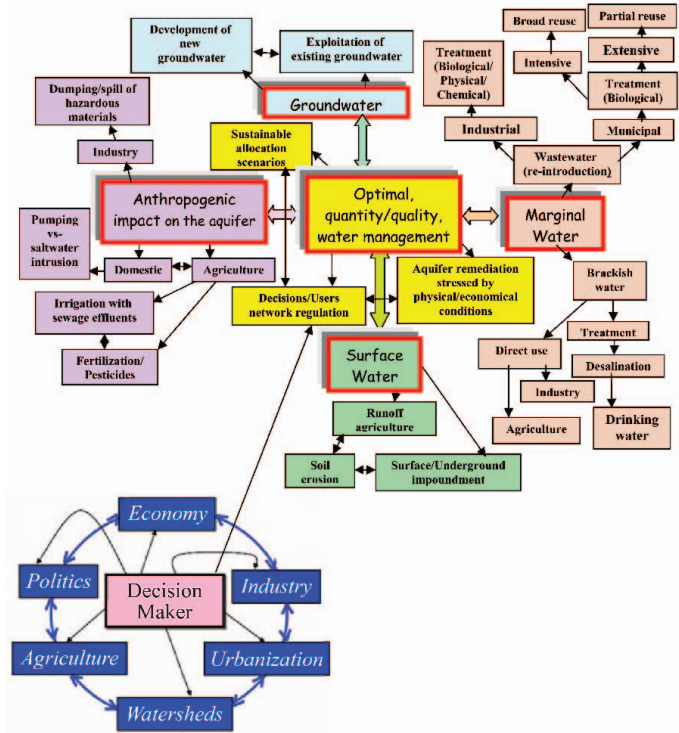 Development of
new
groundwater
Exploitation of
existing groundwater
Groundwater
Broad reuse
Partial reuse
Extensive
Intensive
Treatment
(Biological/
Physical/
Chemical)
Treatment
(Biological)
Industrial
Municipal
Wastewater
(re-introduction)
Dumping/spill of
hazardous
materials
Industry
Sustainable
allocation
scenarios
Anthropogenic
impact on the aquifer
Optimal,
quantity/quality,
water management
Marginal
Water
Pumping
vs-
saltwater
intrusion
Domestic
Agriculture
Irrigation with
sewage effluents
Fertilization/
Pesticides
Decisions/Users
network regulation
Aquifer remediation
stressed by
physical/economical
conditions
Brackish
water
Treatment
Direct use
Desalination
Industry
Agriculture
Drinking
water
Surface
Water
Runoff
agriculture
Soil
erosion
Surface/Underground
impoundment
Economy
Politics
Industry
Decision
Maker
Agriculture
Urbanization
Watersheds